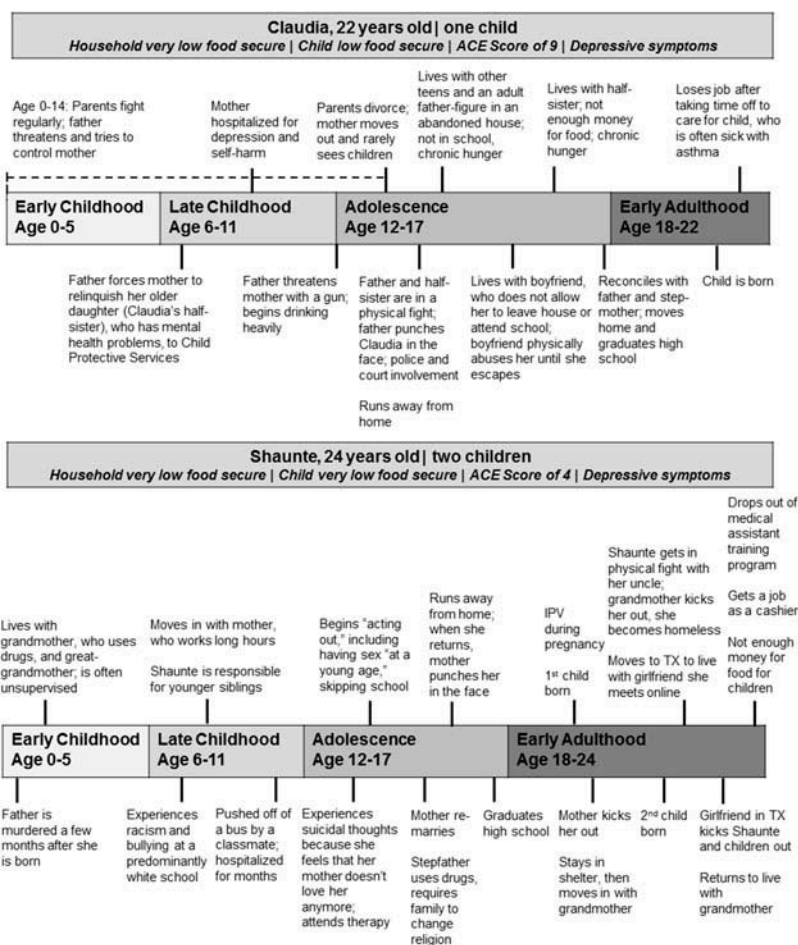 Claudia, 22 years old | one child
Household very low food secure | Child low food secure | ACE Score of 9 | Depressive symptoms
Age 0-14: Parents fight
regularly; father
threatens and tries to
control mother
Mother
hospitalized for
depression and
self-harm
Parents divorce;
mother moves
out and rarely
sees children
Lives with other
teens and an adult
father-figure in an
abandoned house;
not in school,
chronic hunger
Lives with half-
sister; not
enough money
for food; chronic
hunger
Loses job after
taking time off to
care for child, who
is often sick with
asthma
Early Childhood
Age 0-5
Late Childhood
Age 6-11
Adolescence
Age 12-17
Early Adulthood
Age 18-22
Father forces mother to
relinquish her older
daughter (Claudia's half-
sister), who has mental
health problems, to Child
Protective Services
Father threatens
mother with a gun;
begins drinking
heavily
Father and half-
sister are in a
physical fight;
father punches
Claudia in the
face; police and
court involvement
Runs away from
home
Lives with boyfriend,
who does not allow
her to leave house or
attend school;
boyfriend physically
abuses her until she
escapes
Reconciles with
father and step-
mother; moves
home and
graduates high
school
Child is born
Shaunte, 24 years old | two children
Household very low food secure | Child very low food secure | ACE Score of 4 | Depressive symptoms
Lives with
grandmother, who uses
drugs, and great-
grandmother; is often
unsupervised
Moves in with mother,
who works long hours
Shaunte is responsible
for younger siblings
Begins "acting
out," including
having sex "at a
young age,"
skipping school
Runs away
from home;
when she
returns,
mother
punches her
in the face
IPV
during
pregnancy
1st child
born
Shaunte gets in
physical fight with
her uncle;
grandmother kicks
her out, she
becomes homeless
Moves to TX to live
with girlfriend she
meets online
Drops out of
medical
assistant
training
program
Gets a job
as a cashier
Not enough
money for
food for
children
Early Childhood
Age 0-5
Late Childhood
Age 6-11
Adolescence
Age 12-17
Early Adulthood
Age 18-24
Father is
murdered a few
months after she
is born
Experiences
racism and
bullying at a
predominantly
white school
Pushed off of
a bus by a
classmate;
hospitalized
for months
Experiences
suicidal thoughts
because she
feels that her
mother doesn't
love her
anymore;
attends therapy
Mother re-
marries
Stepfather
uses drugs,
requires
family to
change
religion
Graduates
high school
Mother kicks
her out
Stays in
shelter, then
moves in with
grandmother
2nd child
born
Girlfriend in TX
kicks Shaunte
and children out
Returns to live
with
grandmother